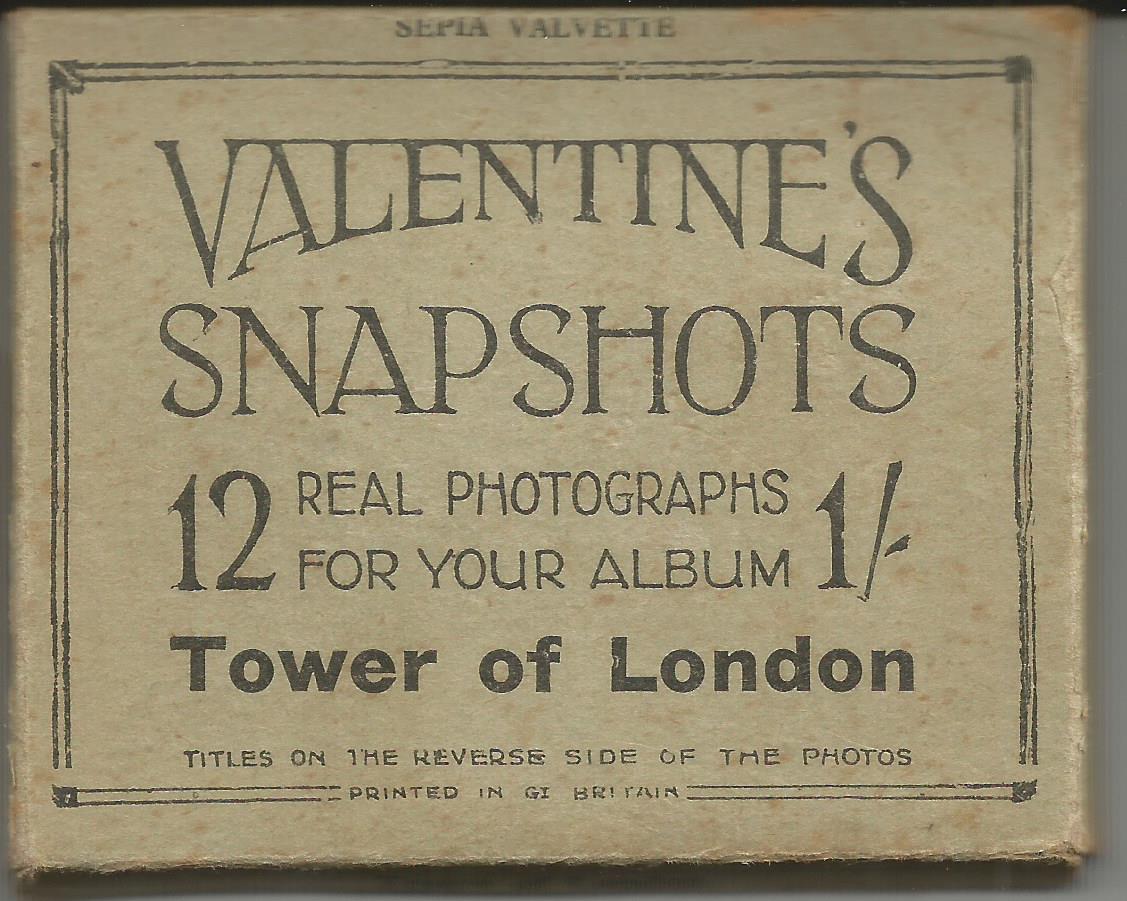 SEPIA VALVETTE
VALENTINE'S
SNAPSHOTS
12 REAL PHOTOGRAPHS 1/-
FOR YOUR ALBUM
Tower of London
TITLES ON THE REVERSE SIDE OF THE PHOTOS
PRINTED IN GT BRITAIN